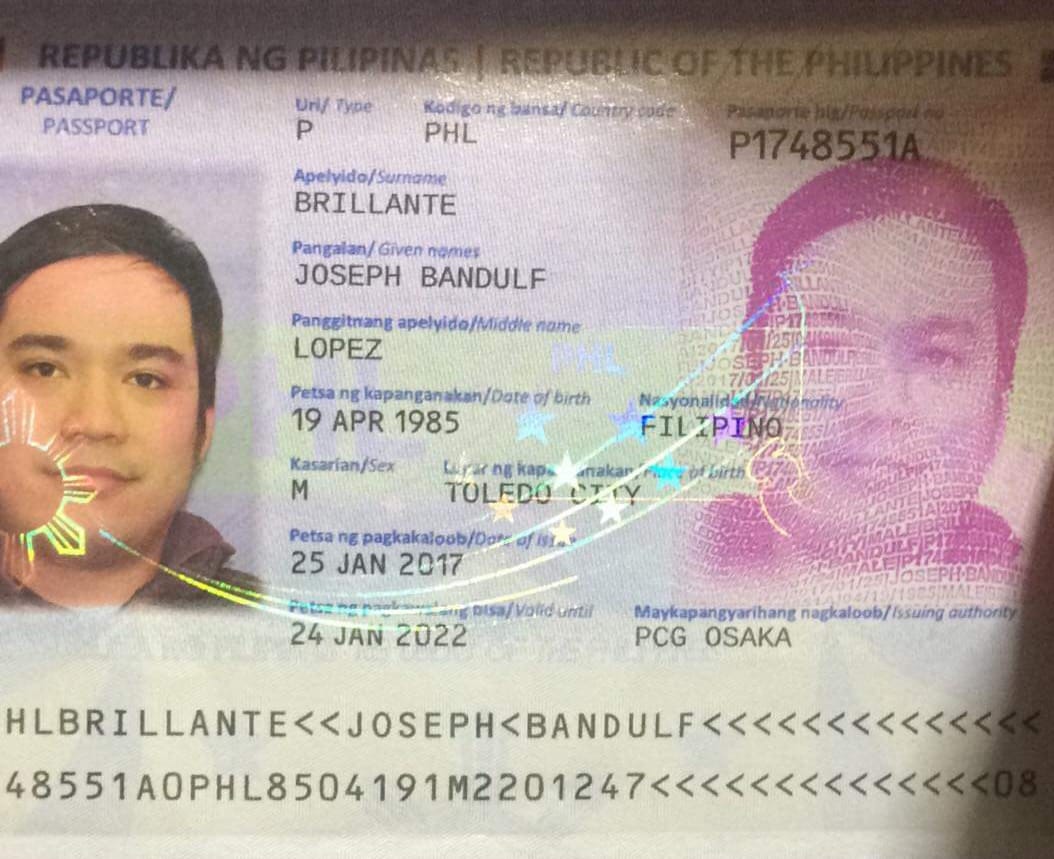 REPUBLIKA NG PILIPINAS | REPUBLIC OF THE PHILIPPINES
PASAPORTE/
PASSPORT
Uri/ Type
Kodigo ng bansa/ Country code
Pasaporte blg/Passport no
P
PHL
P1748551A
Apelyido/Surname
BRILLANTE
Pangalan/ Given names
JOSEPH BANDULF
Panggitnang apelyido/Middle name
LOPEZ
PHL
Petsa ng kapanganakan/Date of birth
Nasyonalidad/Nationality
19 APR 1985
FILIPINO
Kasarian/Sex
Lugar ng kapanganakan/Place of birth
M
TOLEDO CITY
Petsa ng pagkakaloob/Date of issue
25 JAN 2017
Petsa ng pagkawalang bisa/Valid until
Maykapangyarihang nagkaloob/Issuing authority
24 JAN 2022
PCG OSAKA
HLBRILLANTE<<JOSEPH<BANDULF<<<<<<<<<<<<<<<
48551A0PHL8504191M2201247<<<<<<<<<<<<<<08